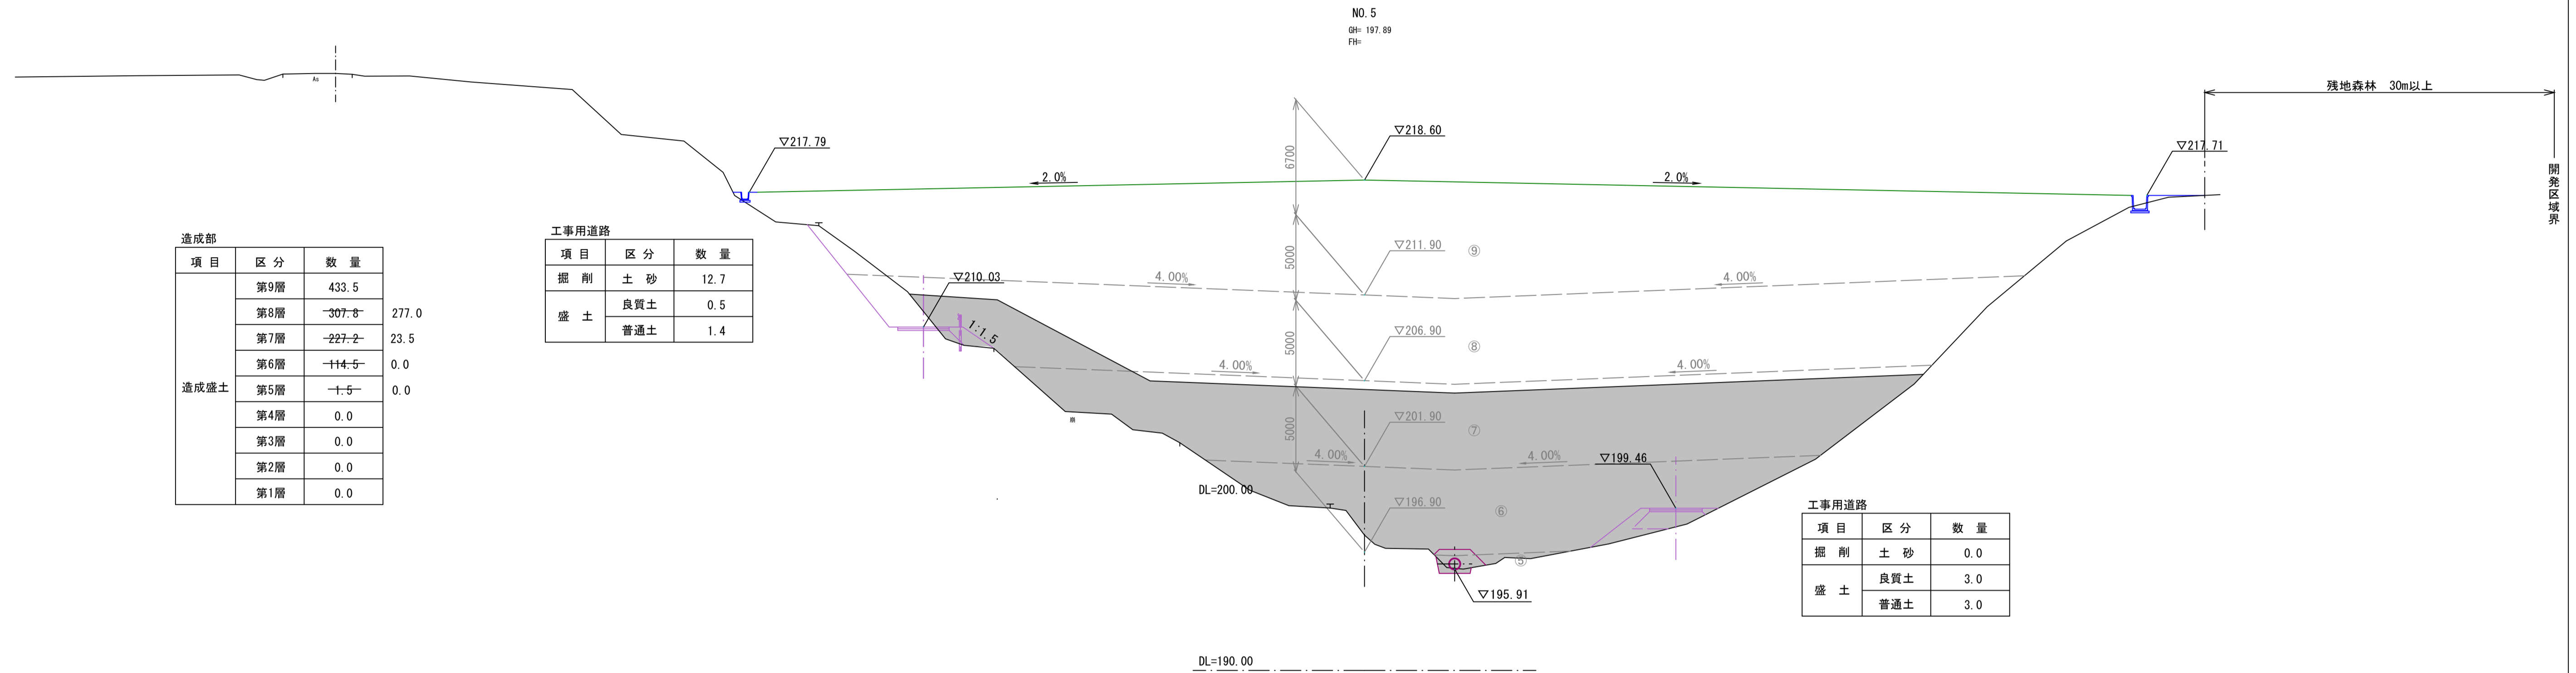 NO.5
GH= 197.89
FH=
As
残地森林 30m以上
開発区域界
▽217.79
▽218.60
▽217.71
6700
2.0%
2.0%
造成部
項 目 区 分 数 量
造成盛土
第9層 433.5
第8層 307.8 277.0
第7層 227.2 23.5
第6層 114.5 0.0
第5層 1.5 0.0
第4層 0.0
第3層 0.0
第2層 0.0
第1層 0.0
工事用道路
項 目 区 分 数 量
掘 削 土 砂 12.7
盛 土 良質土 0.5
普通土 1.4
▽211.90
⑨
5000
▽210.03
4.00%
4.00%
1:1.5
▽206.90
⑧
5000
4.00%
4.00%
▽201.90
⑦
5000
4.00%
4.00%
▽199.46
DL=200.00
▽196.90
⑥
⑤
▽195.91
工事用道路
項 目 区 分 数 量
掘 削 土 砂 0.0
盛 土 良質土 3.0
普通土 3.0
DL=190.00